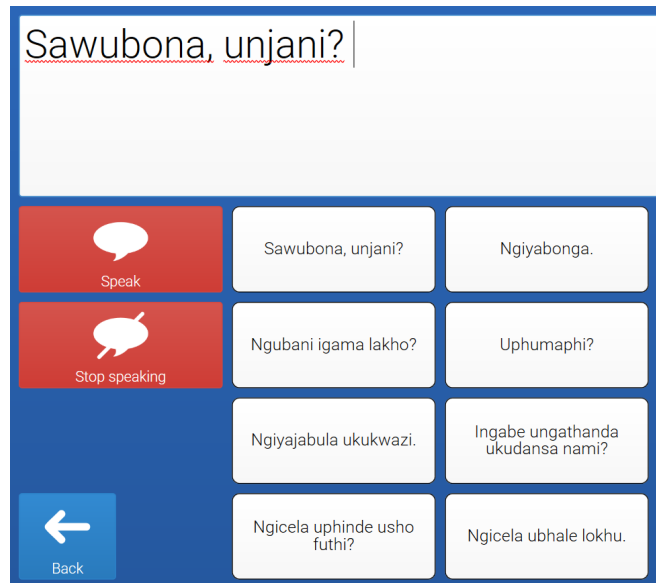 Sawubona, unjani?
Speak
Sawubona, unjani?
Ngiyabonga.
Stop speaking
Ngubani igama lakho?
Uphumaphi?
Ngiyajabula ukukwazi.
Ingabe ungathanda
ukudansa nami?
Back
Ngicela uphinde usho
futhi?
Ngicela ubhale lokhu.